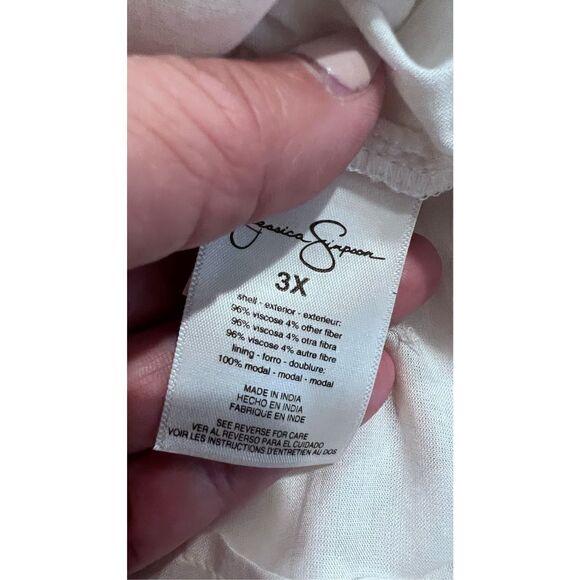 Jessica Simpson
3X
shell - exterior - exterieur:
96% viscose 4% other fiber
96% viscosa 4% otra fibra
96% viscose 4% autre fibre
lining - forro - doublure:
100% modal - modal - modal
MADE IN INDIA
HECHO EN INDIA
FABRIQUE EN INDE
SEE REVERSE FOR CARE
VER AL REVERSO PARA EL CUIDADO
VOIR LES INSTRUCTIONS D'ENTRETIEN AU DOS